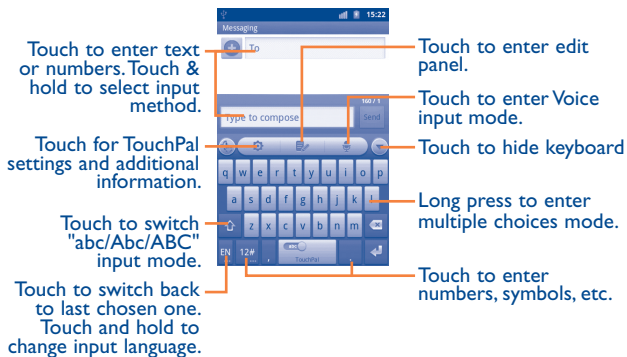 15:22
Messaging
To
160 / 1
Type to compose
Send
q w e r t y u i o p
a s d f g h j k l
z x c v b n m
EN 12# , abc .
TouchPal
Touch to enter text
or numbers. Touch &
hold to select input
method.
Touch for TouchPal
settings and additional
information.
Touch to switch
"abc/Abc/ABC"
input mode.
Touch to switch back
to last chosen one.
Touch and hold to
change input language.
Touch to enter edit
panel.
Touch to enter Voice
input mode.
Touch to hide keyboard
Long press to enter
multiple choices mode.
Touch to enter
numbers, symbols, etc.